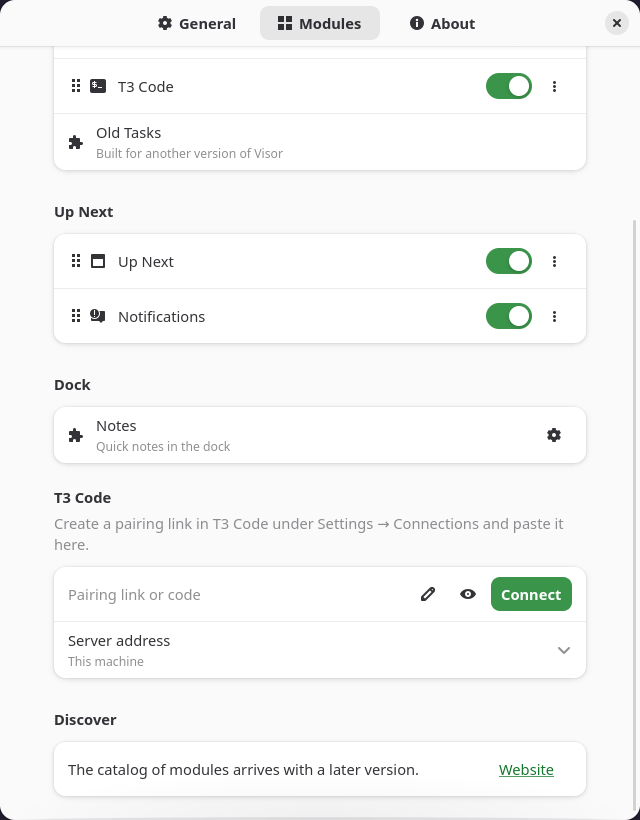 General
Modules
About
T3 Code
Old Tasks
Built for another version of Visor
Up Next
Up Next
Notifications
Dock
Notes
Quick notes in the dock
T3 Code
Create a pairing link in T3 Code under Settings → Connections and paste it
here.
Pairing link or code
Connect
Server address
This machine
Discover
The catalog of modules arrives with a later version.
Website